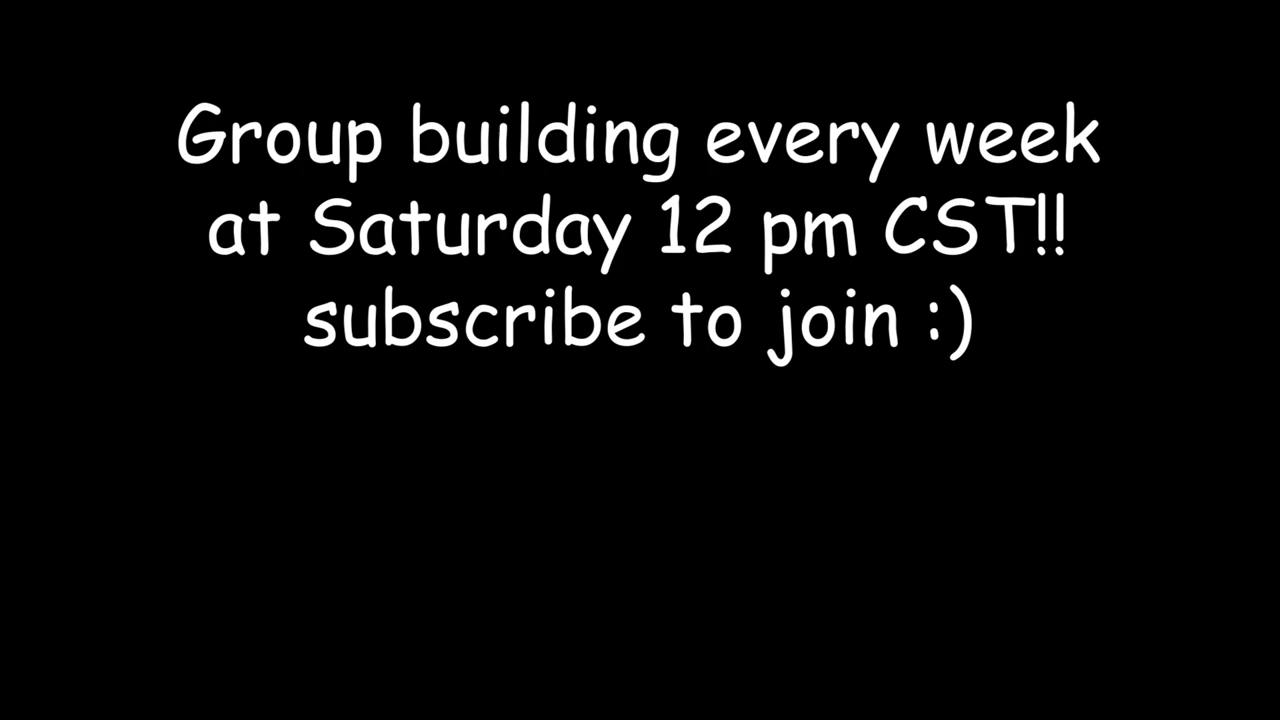 Group building every week
at Saturday 12 pm CST!!
subscribe to join :)